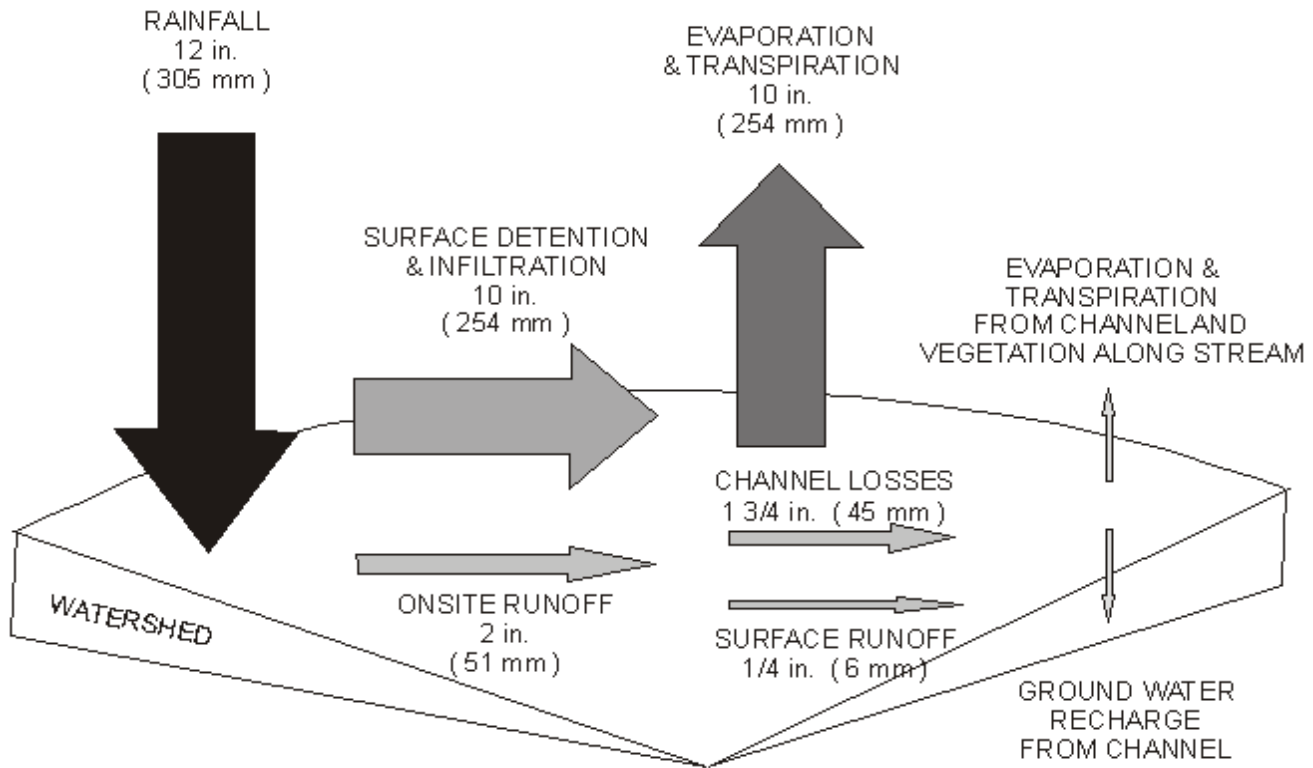 RAINFALL
12 in.
( 305 mm )
EVAPORATION
& TRANSPIRATION
10 in.
( 254 mm )
SURFACE DETENTION
& INFILTRATION
10 in.
( 254 mm )
EVAPORATION &
TRANSPIRATION
FROM CHANNEL AND
VEGETATION ALONG STREAM
CHANNEL LOSSES
1 3/4 in. ( 45 mm )
WATERSHED
ONSITE RUNOFF
2 in.
( 51 mm )
SURFACE RUNOFF
1/4 in. ( 6 mm )
GROUND WATER
RECHARGE
FROM CHANNEL